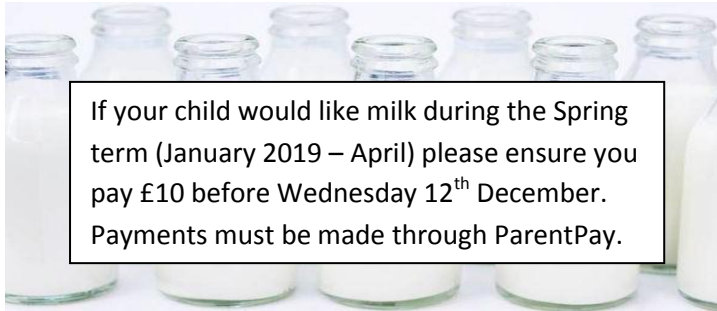 If your child would like milk during the Spring
term (January 2019 – April) please ensure you
pay £10 before Wednesday 12th December.
Payments must be made through ParentPay.